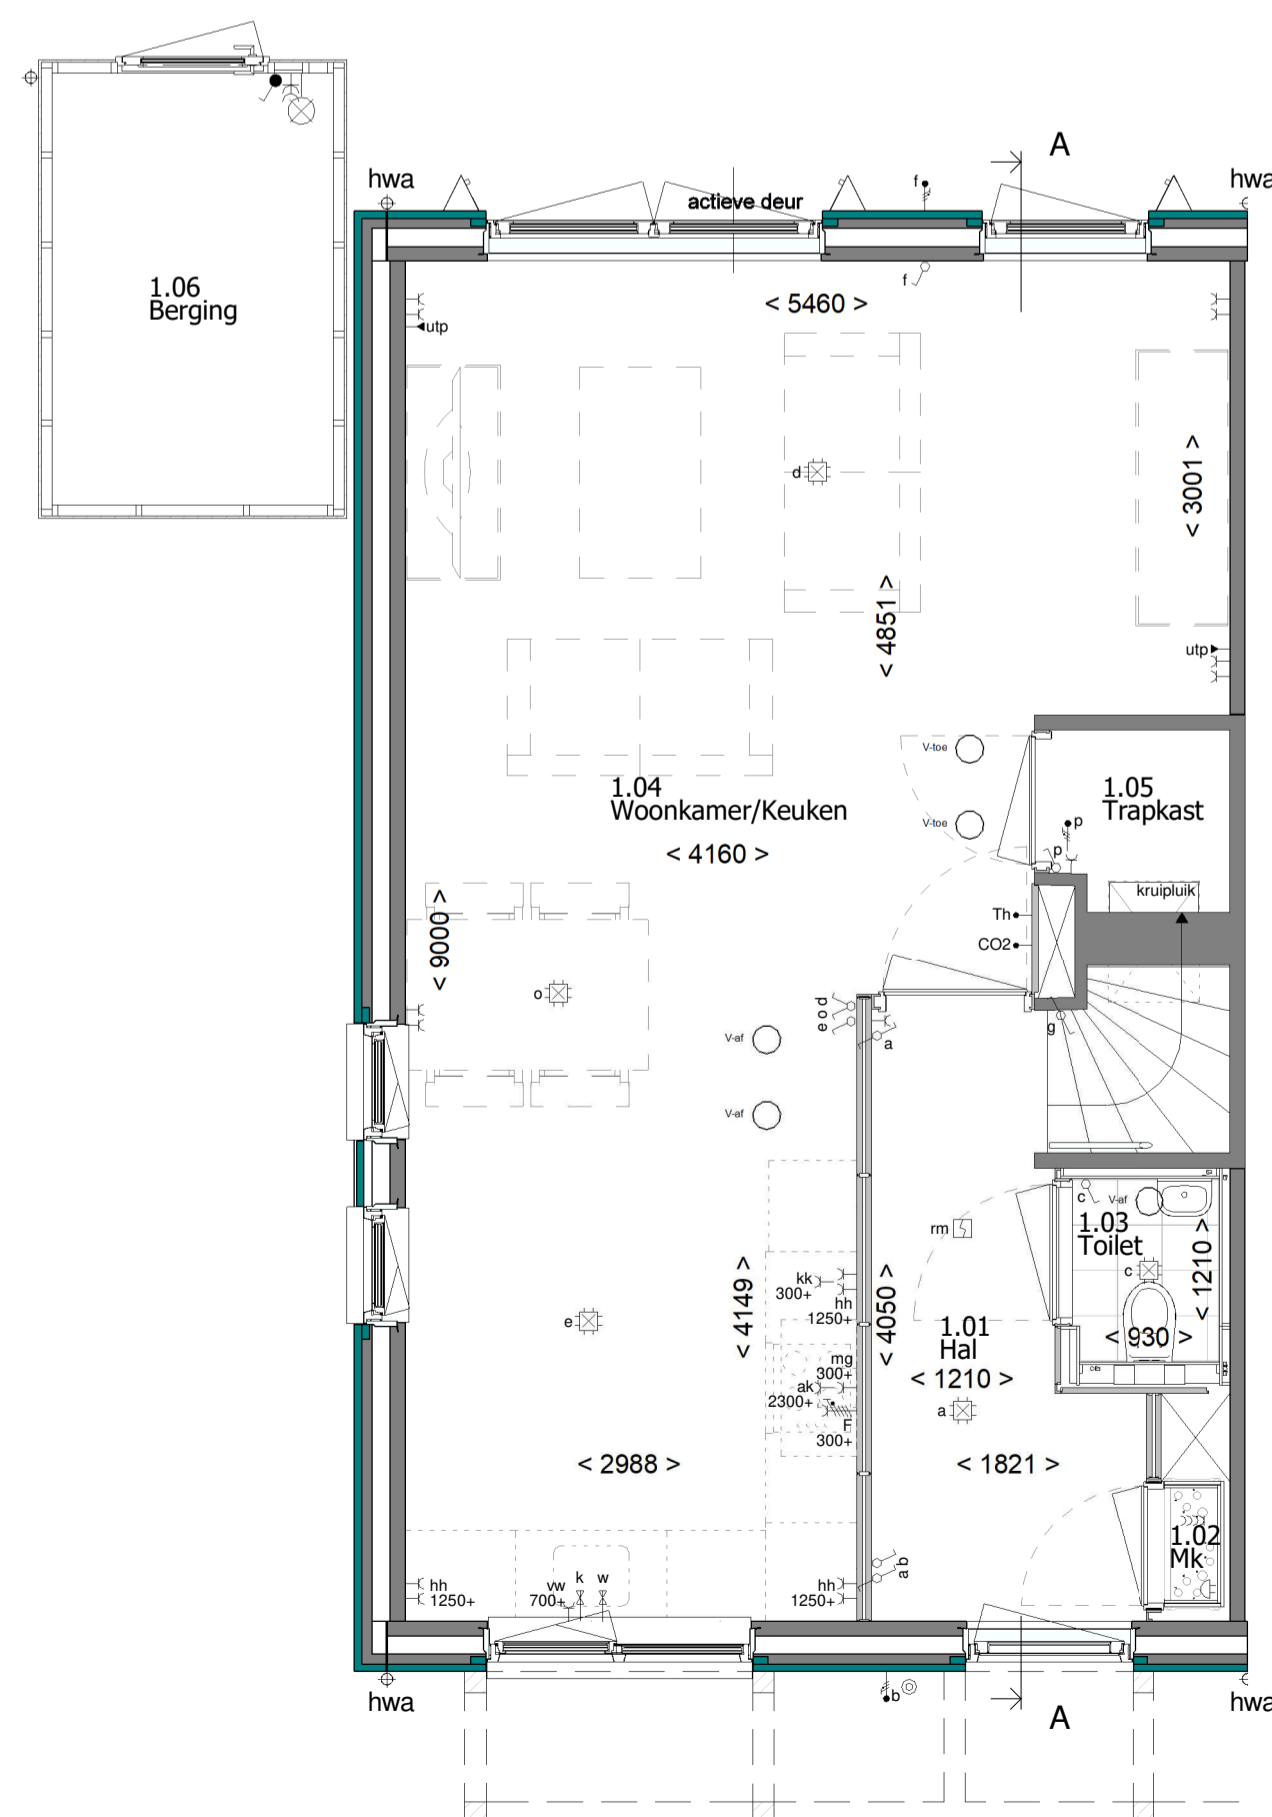 A
hwa
hwa
f
actieve deur
1.06
Berging
f
< 5460 >
utp
d
< 3001 >
< 4851 >
utp
V-toe
1.04
Woonkamer/Keuken
1.05
Trapkast
V-toe
p
p
< 4160 >
kruipluik
Th
CO2
< 9000 >
o
e o d
a
g
V-af
V-af
c
V-af
1.03
Toilet
rm
c
< 1210 >
kk
300+
hh
1250+
< 4149 >
< 4050 >
e
1.01
Hal
< 930 >
mg
300+
< 1210 >
ak
2300+
F
300+
a
< 2988 >
< 1821 >
1.02
Mk
a b
hh
1250+
vw
700+
k
w
hh
1250+
hwa
b
A
hwa